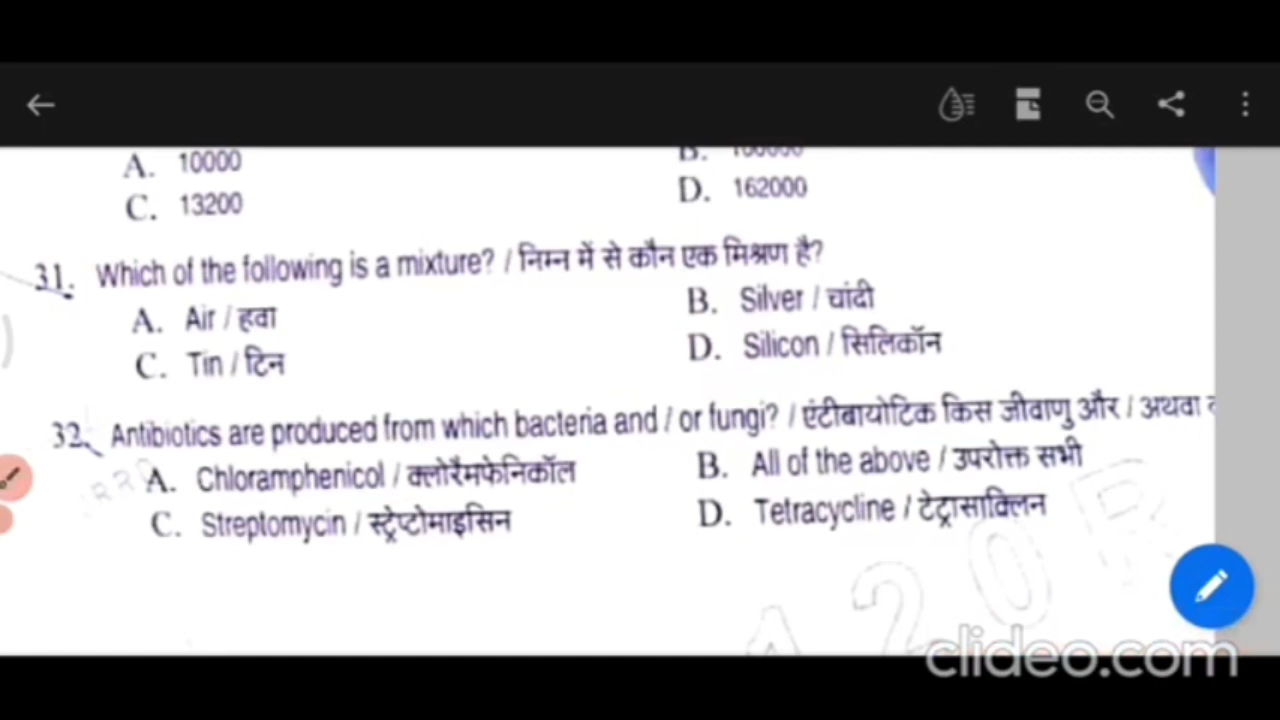 A. 10000
C. 13200
D. 162000
31. Which of the following is a mixture? / निम्न में से कौन एक मिश्रण है?
A. Air / हवा
B. Silver / चांदी
C. Tin / टिन
D. Silicon / सिलिकॉन
32. Antibiotics are produced from which bacteria and / or fungi? / एंटीबायोटिक किस जीवाणु और / अथवा
A. Chloramphenicol / क्लोरैमफेनिकॉल
B. All of the above / उपरोक्त सभी
C. Streptomycin / स्ट्रेप्टोमाइसिन
D. Tetracycline / टेट्रासाक्लिन
A 20 R
clideo.com